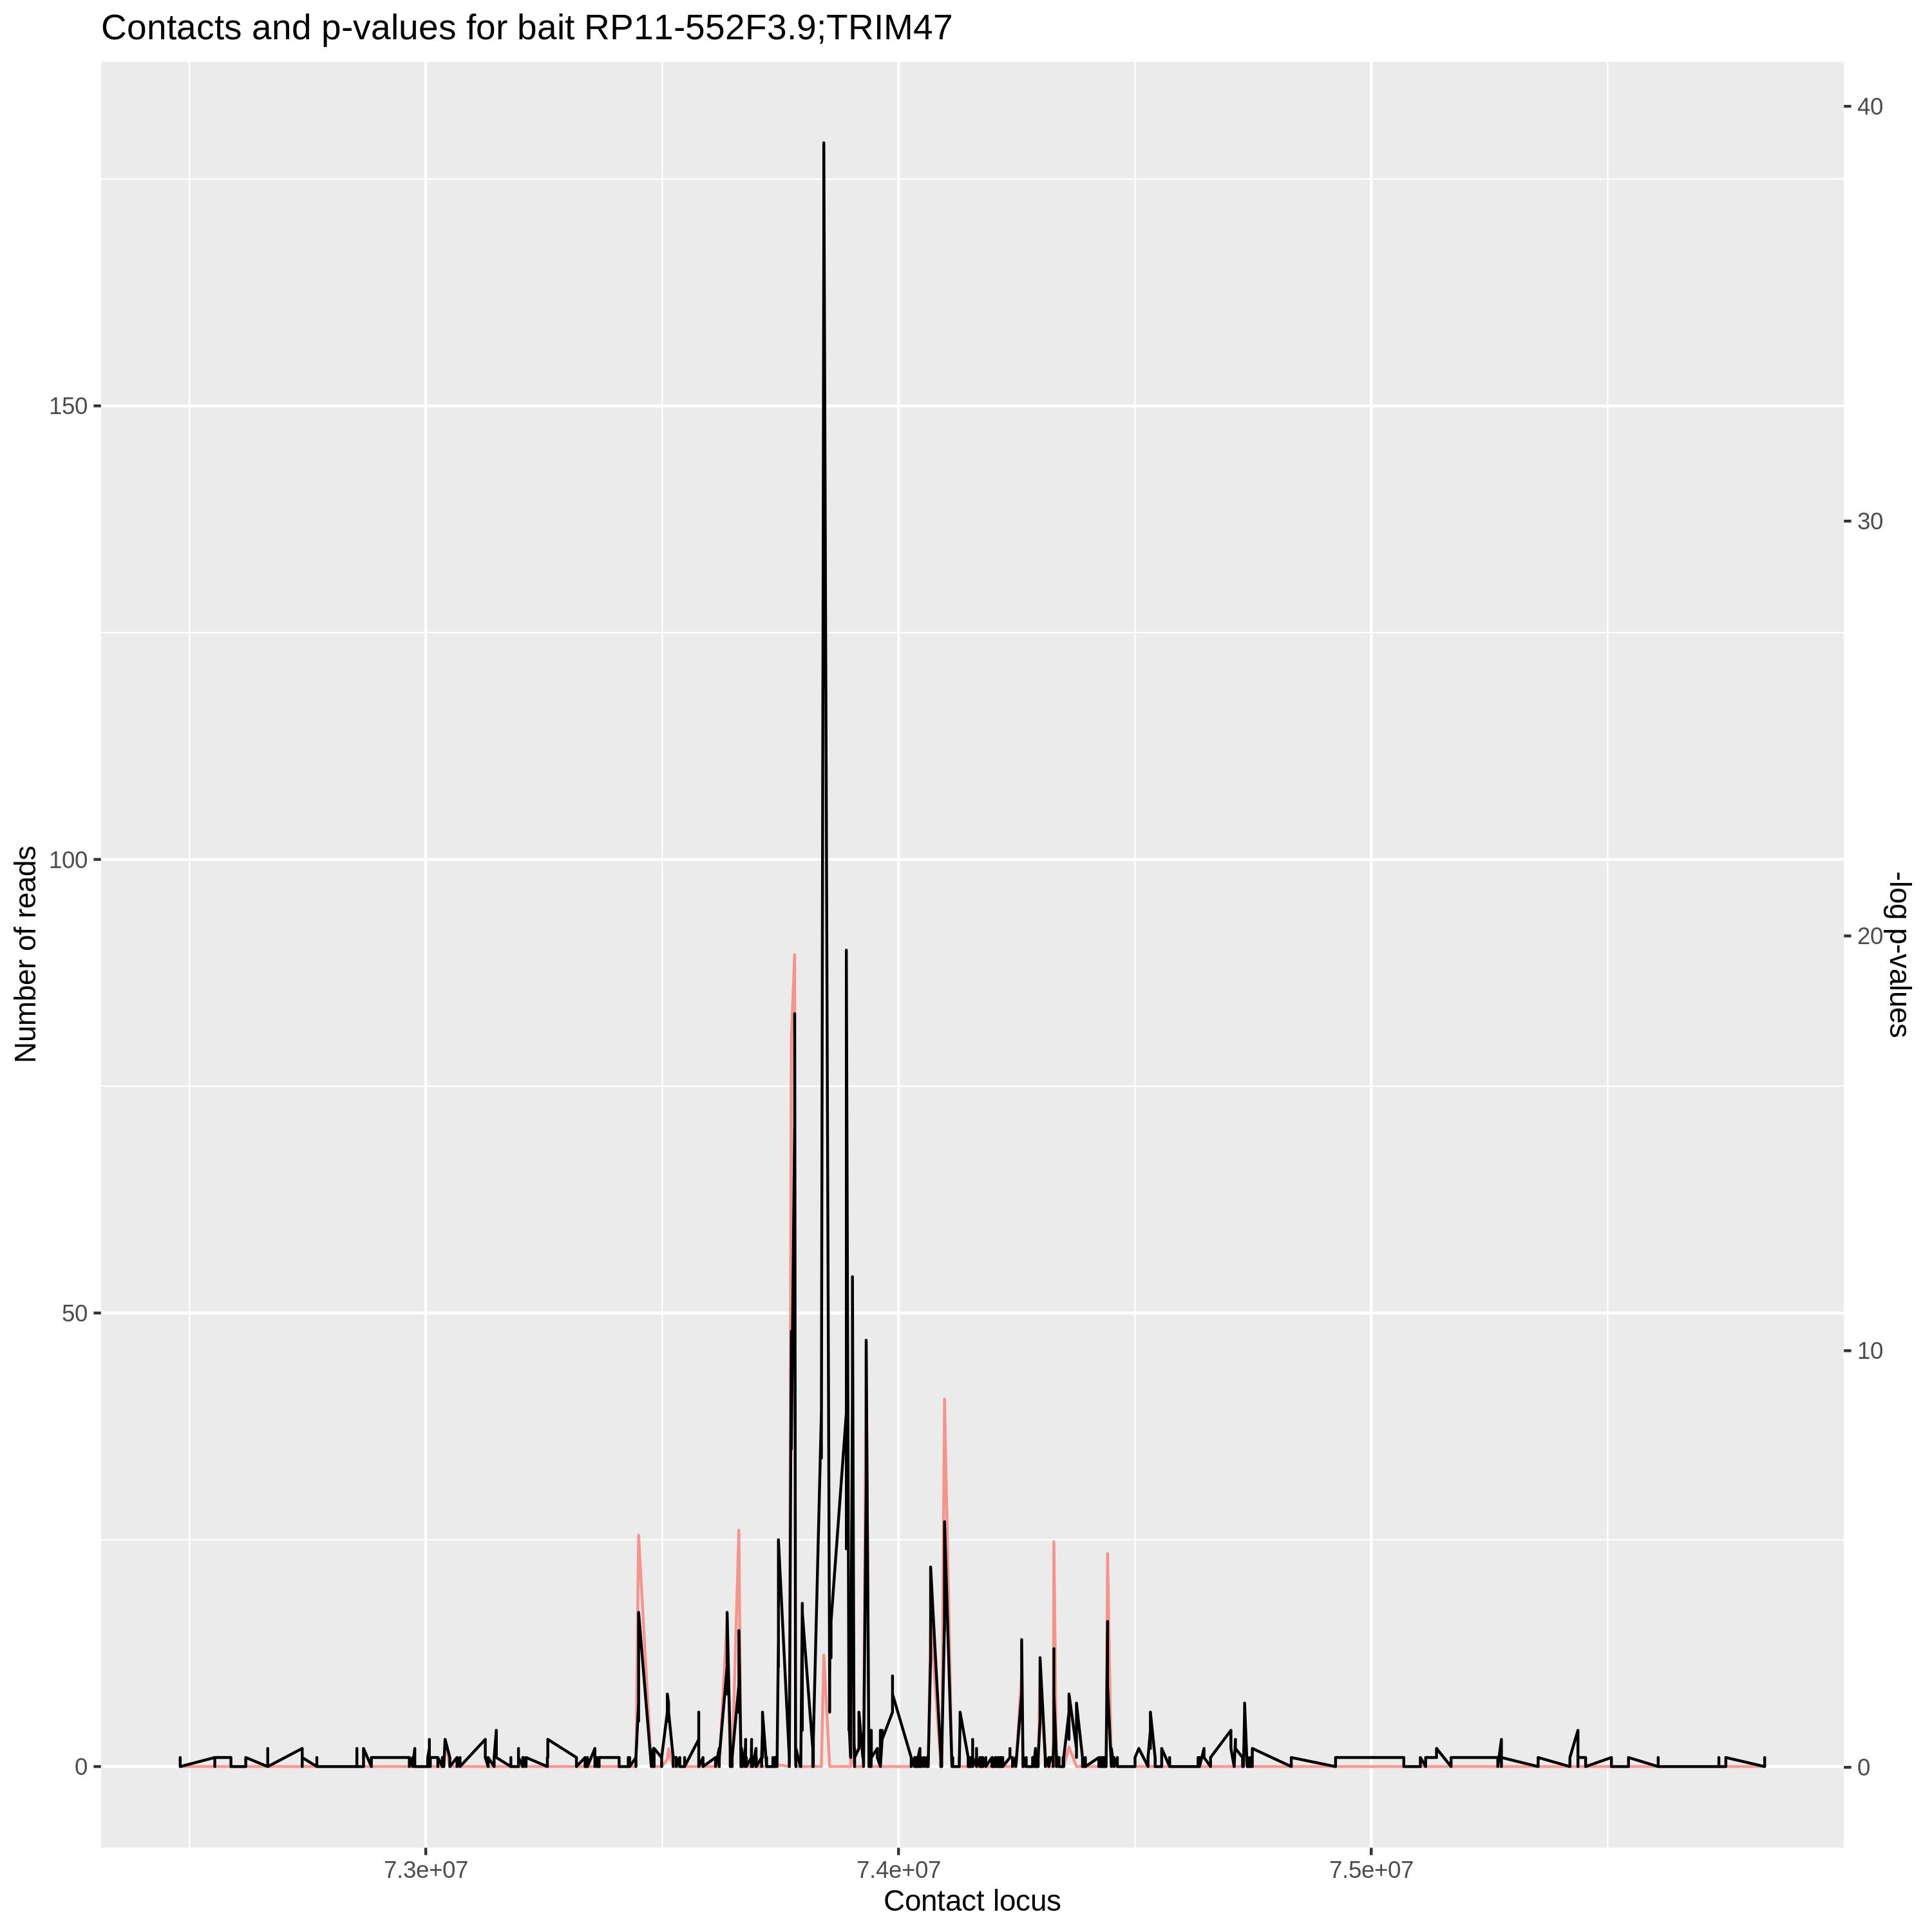 Contacts and p-values for bait RP11-552F3.9;TRIM47
Number of reads
150
100
50
0
40
30
20
10
0
-log p-values
7.3e+07
7.4e+07
7.5e+07
Contact locus